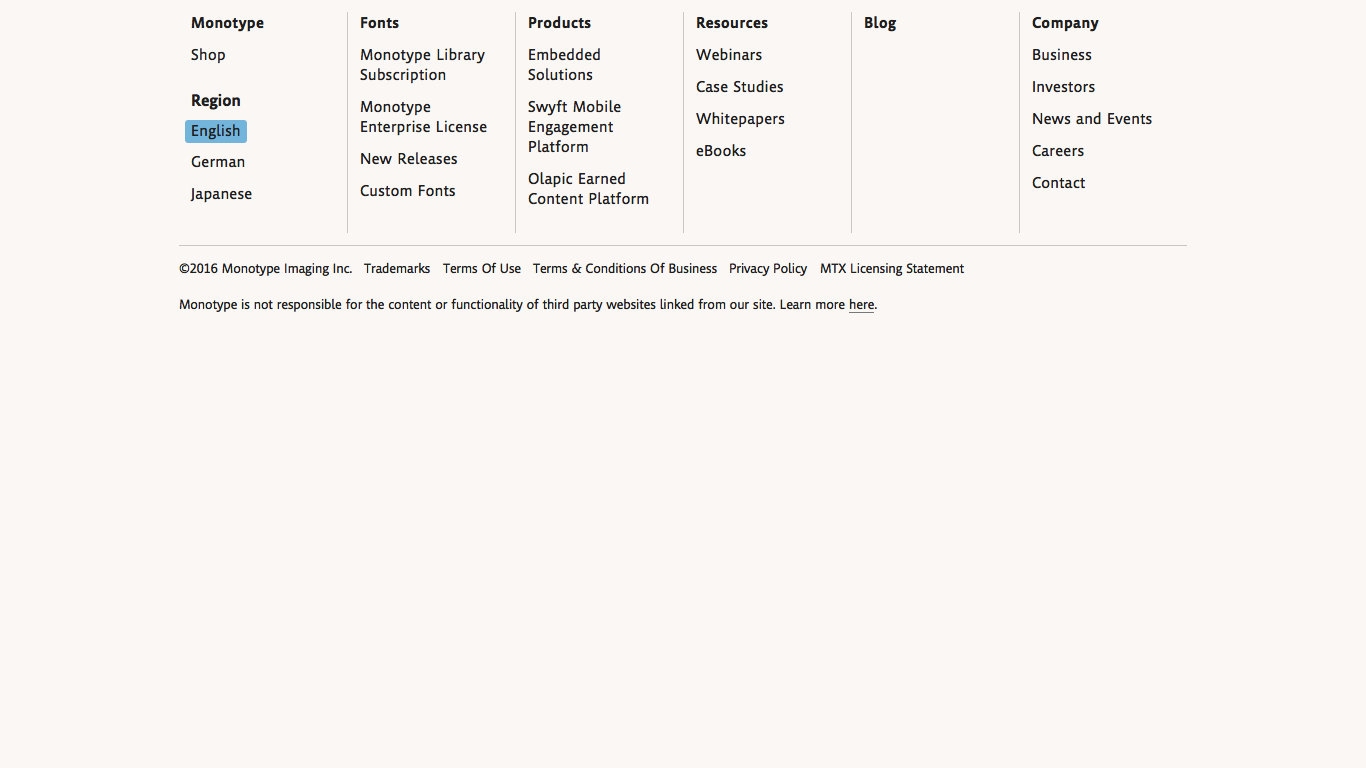 Monotype
Shop
Region
English
German
Japanese
Fonts
Monotype Library
Subscription
Monotype
Enterprise License
New Releases
Custom Fonts
Products
Embedded
Solutions
Swyft Mobile
Engagement
Platform
Olapic Earned
Content Platform
Resources
Webinars
Case Studies
Whitepapers
eBooks
Blog
Company
Business
Investors
News and Events
Careers
Contact
©2016 Monotype Imaging Inc. Trademarks Terms Of Use Terms & Conditions Of Business Privacy Policy MTX Licensing Statement
Monotype is not responsible for the content or functionality of third party websites linked from our site. Learn more here.